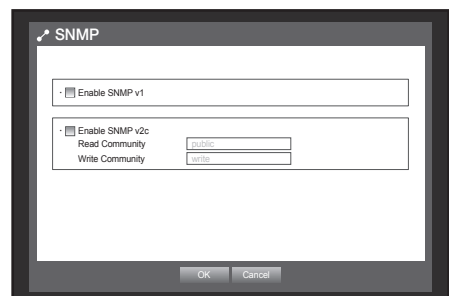 SNMP
· Enable SNMP v1
· Enable SNMP v2c
Read Community public
Write Community write
OK Cancel